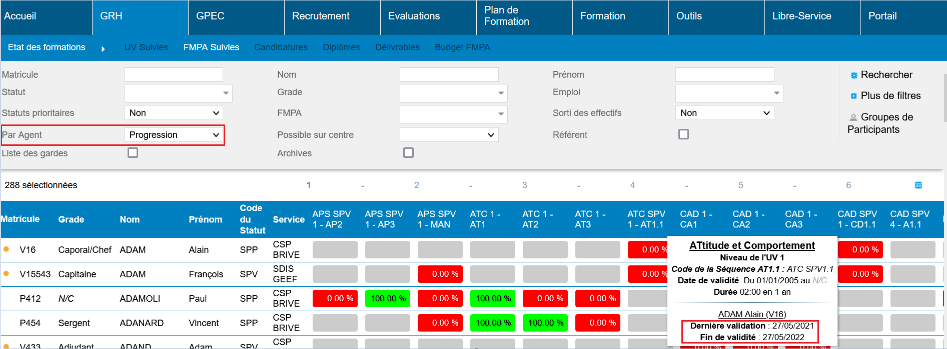 Accueil GRH GPEC Recrutement Evaluations Plan de Formation Formation Outils Libre-Service Portail
Etat des formations UV Suivies FMPA Suivies Candidatures Diplômes Délivrables Budget FMPA
Matricule Nom Prénom Rechercher
Statut Grade Emploi Plus de filtres
Statuts prioritaires Non FMPA Sorti des effectifs Non Groupes de Participants
Par Agent Progression Possible sur centre Référent
Liste des gardes Archives
288 sélectionnées 1 - 2 - 3 - 4 - 5 - 6
Matricule Grade Nom Prénom Code du Statut Service APS SPV 1 - AP2 APS SPV 1 - AP3 APS SPV 1 - MAN ATC 1 - AT1 ATC 1 - AT2 ATC 1 - AT3 ATC SPV 1 - AT1.1 CAD 1 - CA1 CAD 1 - CA2 CAD 1 - CA3 CAD SPV 1 - CD1.1 CAD SPV 4 - A1.1
V16 Caporal/Chef ADAM Alain SPP CSP BRIVE 0.00 % 0.00 %
V15543 Capitaine ADAM François SPV SDIS GEEF 0.00 % 0.00 % 0.00 %
P412 N/C ADAMOLI Paul SPP CSP BRIVE 0.00 % 100.00 % 0.00 % 100.00 % 0.00 % 0.00 %
P454 Sergent ADANARD Vincent SPP CSP BRIVE 0.00 % 100.00 % 100.00 % 0.00 %
V433 Adjudant ADAND Adam SPV CSP
ATtitude et Comportement
Niveau de l'UV 1
Code de la Séquence AT1.1 : ATC SPV1.1
Date de validité Du 01/01/2005 au N/C
Durée 02:00 en 1 an
ADAM Alain (V16)
Dernière validation : 27/05/2021
Fin de validité : 27/05/2022